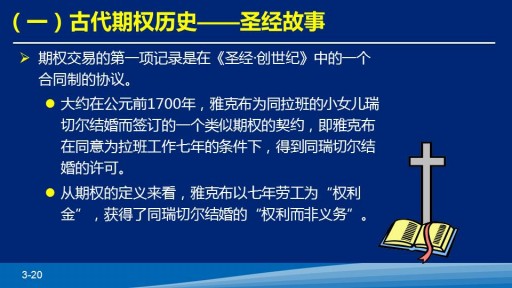 （一）古代期权历史——圣经故事
期权交易的第一项记录是在《圣经·创世纪》中的一个
合同制的协议。
大约在公元前1700年，雅克布为同拉班的小女儿瑞
切尔结婚而签订的一个类似期权的契约，即雅克布
在同意为拉班工作七年的条件下，得到同瑞切尔结
婚的许可。
从期权的定义来看，雅克布以七年劳工为“权利
金”，获得了同瑞切尔结婚的“权利而非义务”。
3-20